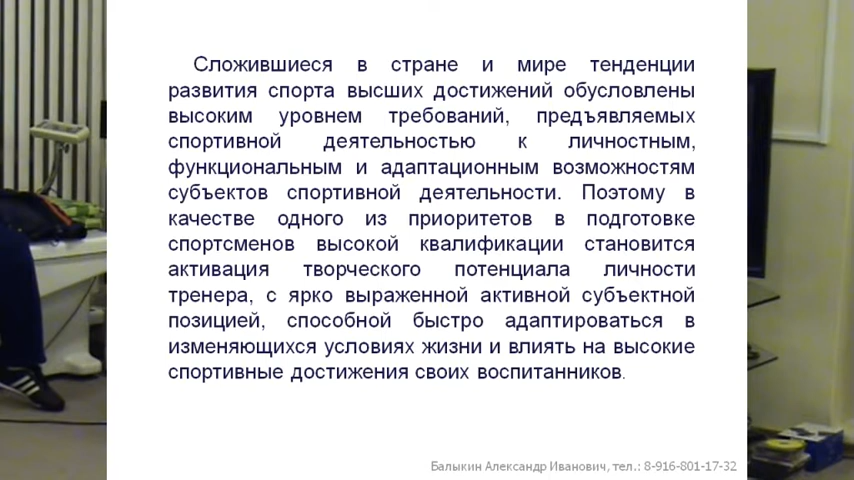 Сложившиеся в стране и мире тенденции
развития спорта высших достижений обусловлены
высоким уровнем требований, предъявляемых
спортивной деятельностью к личностным,
функциональным и адаптационным возможностям
субъектов спортивной деятельности. Поэтому в
качестве одного из приоритетов в подготовке
спортсменов высокой квалификации становится
активация творческого потенциала личности
тренера, с ярко выраженной активной субъектной
позицией, способной быстро адаптироваться в
изменяющихся условиях жизни и влиять на высокие
спортивные достижения своих воспитанников.
Балыкин Александр Иванович, тел.: 8-916-801-17-32